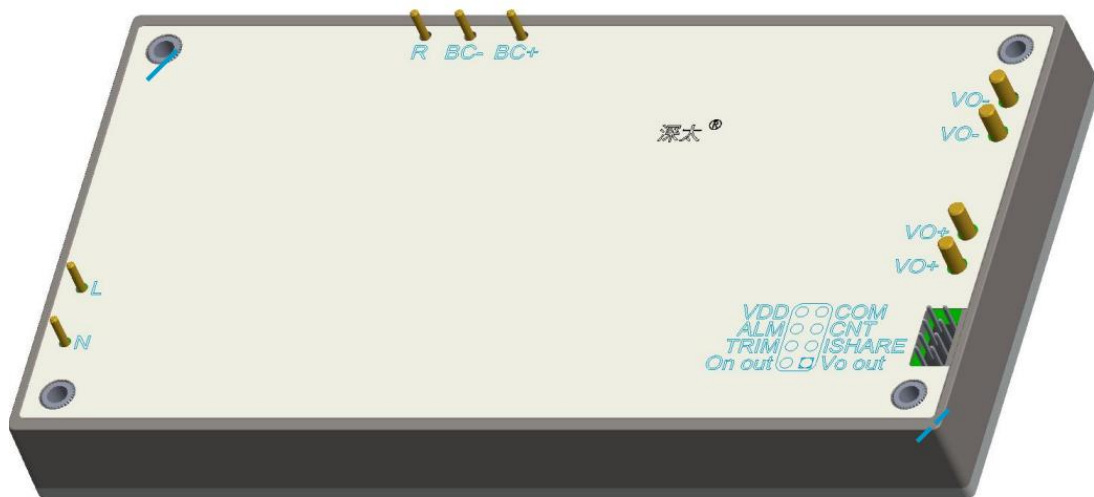 R BC- BC+
深太®
VO-
VO-
VO+
VO+
L
N
VDD COM
ALM CNT
TRIM ISHARE
On out Vo out